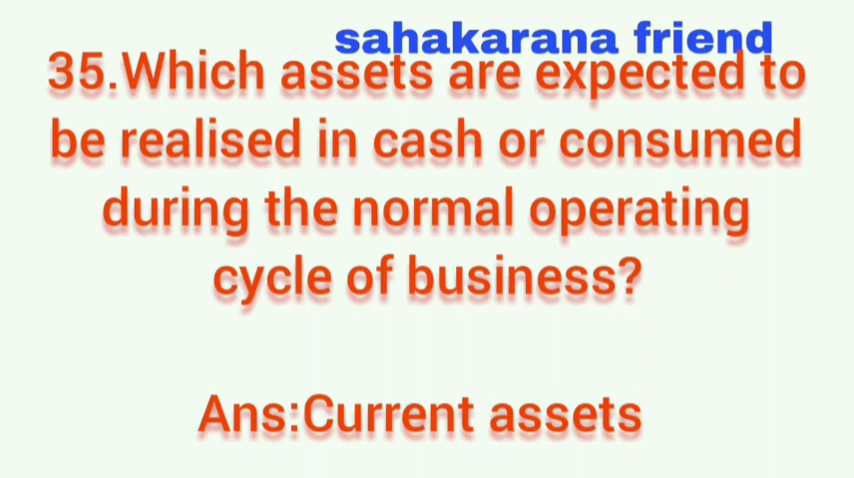 sahakarana friend
35.Which assets are expected to
be realised in cash or consumed
during the normal operating
cycle of business?
Ans:Current assets